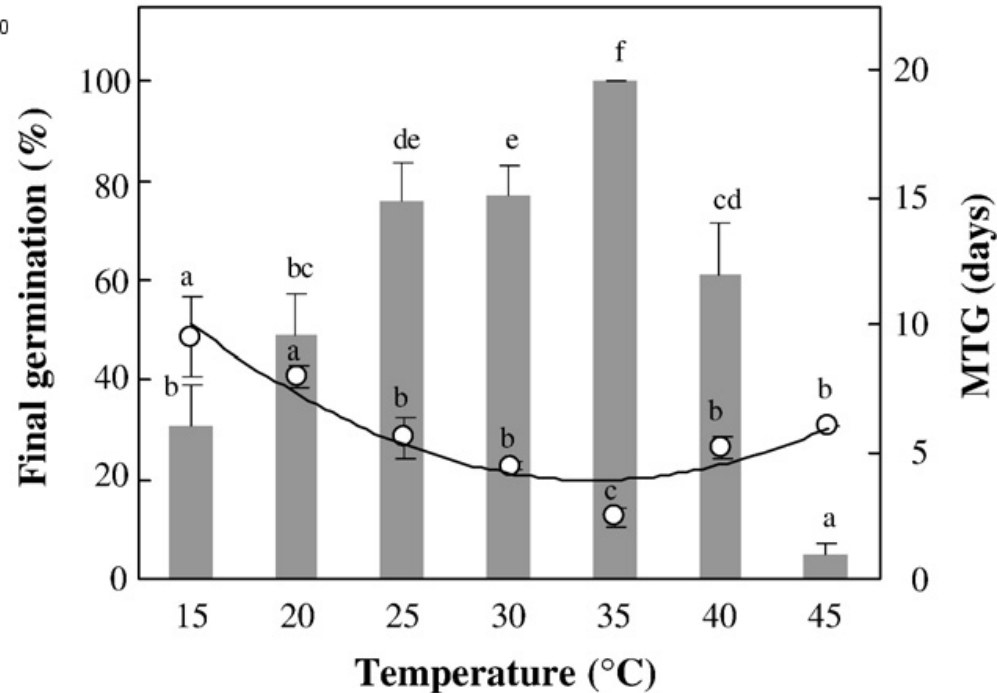 0
f
100
20
de
e
80
cd
15
bc
60
a
10
a
40
b
b
b
b
b
5
20
c
a
0
0
15 20 25 30 35 40 45
Final germination (%)
MTG (days)
Temperature (°C)